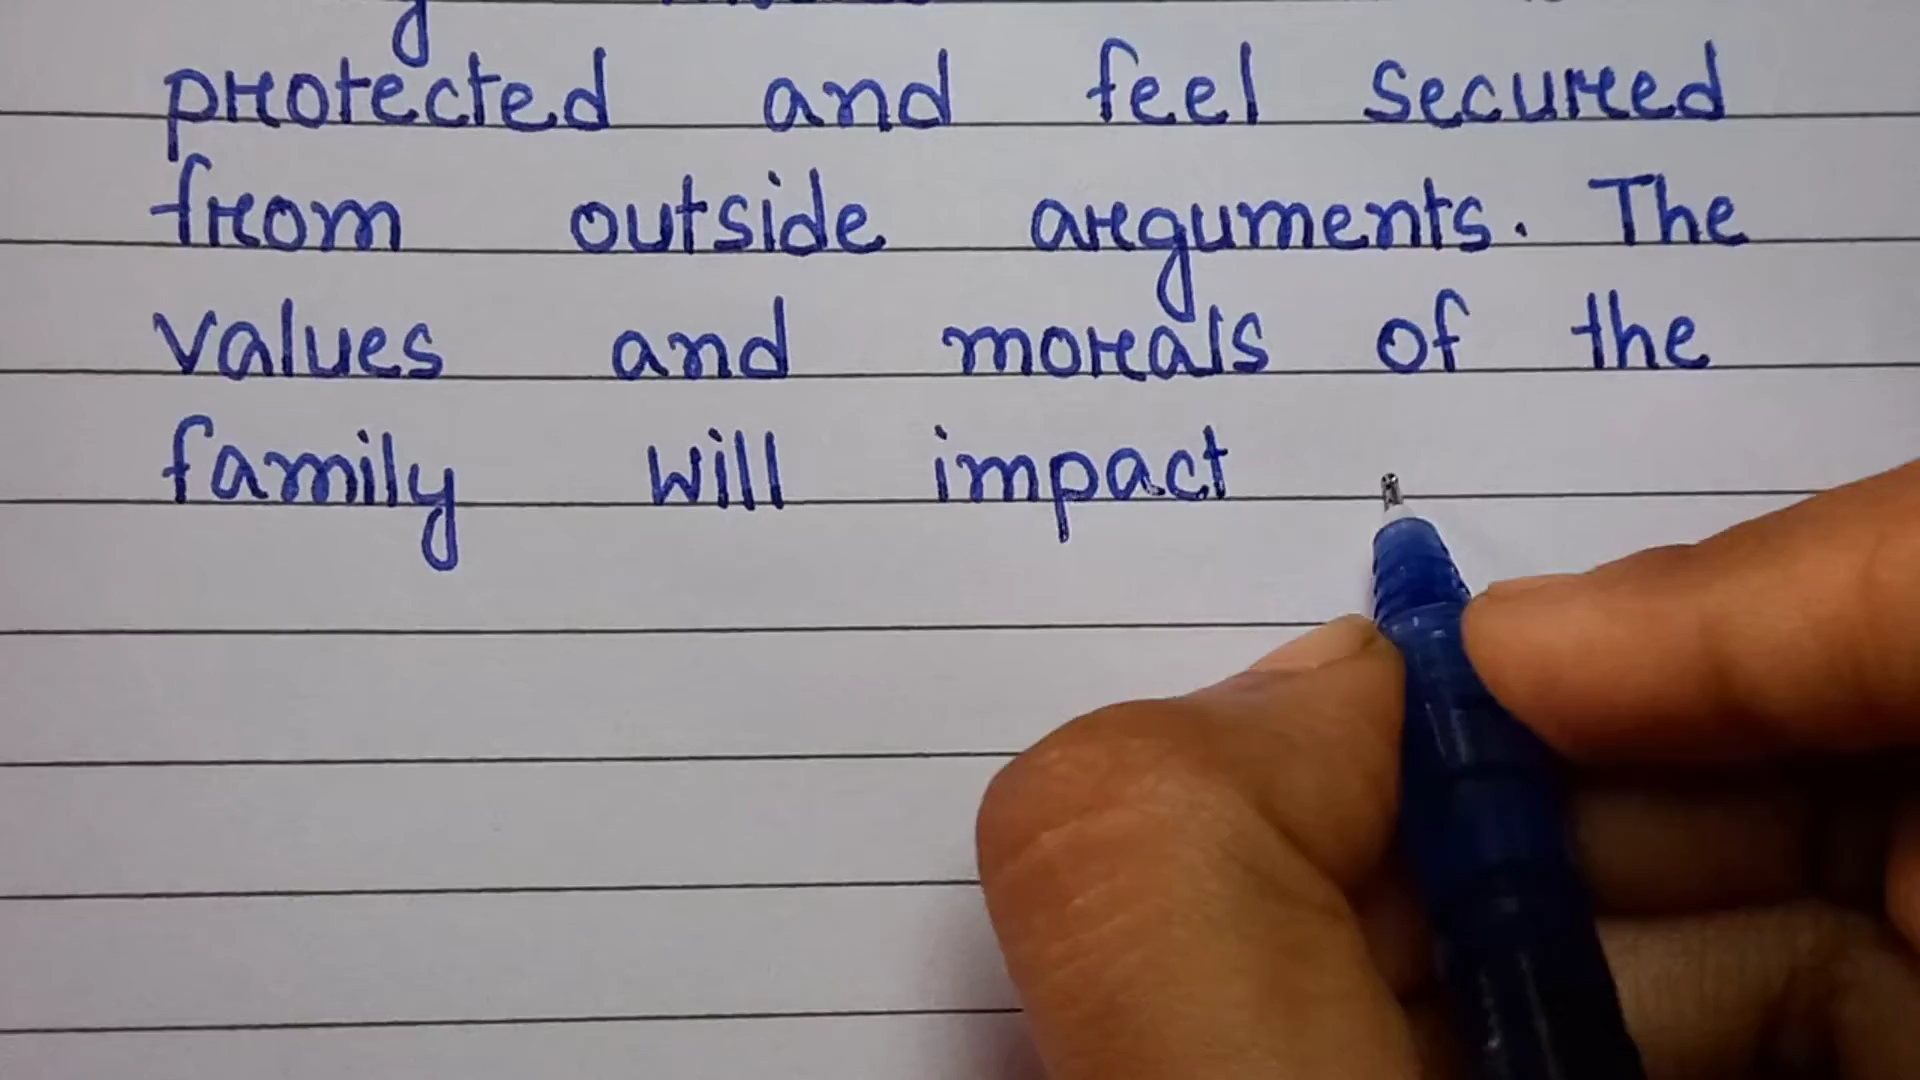 protected and feel secured
from outside arguments. The
values and morals of the
family will impact